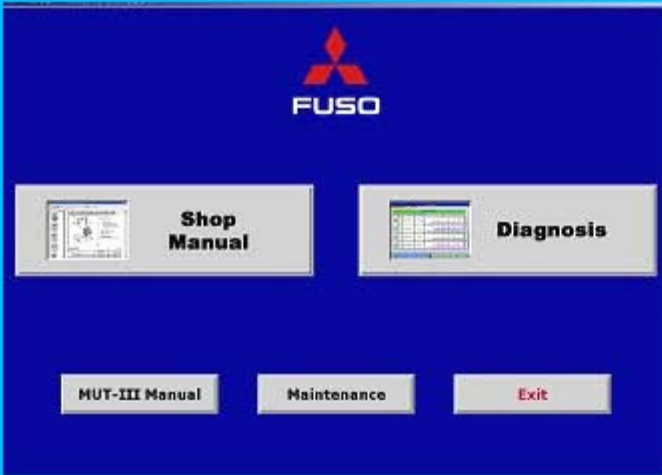 FUSO
Shop
Manual
Diagnosis
MUT-III Manual
Maintenance
Exit